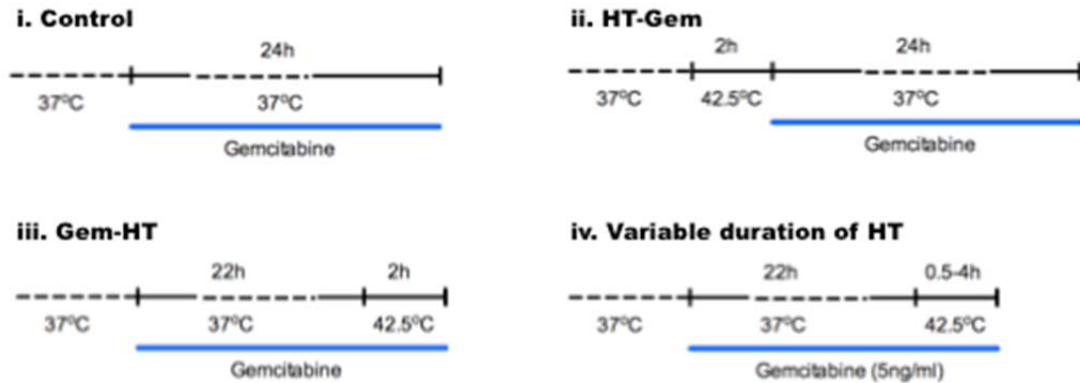 i. Control
24h
37°C 37°C
Gemcitabine
ii. HT-Gem
2h 24h
37°C 42.5°C 37°C
Gemcitabine
iii. Gem-HT
22h 2h
37°C 37°C 42.5°C
Gemcitabine
iv. Variable duration of HT
22h 0.5-4h
37°C 37°C 42.5°C
Gemcitabine (5ng/ml)